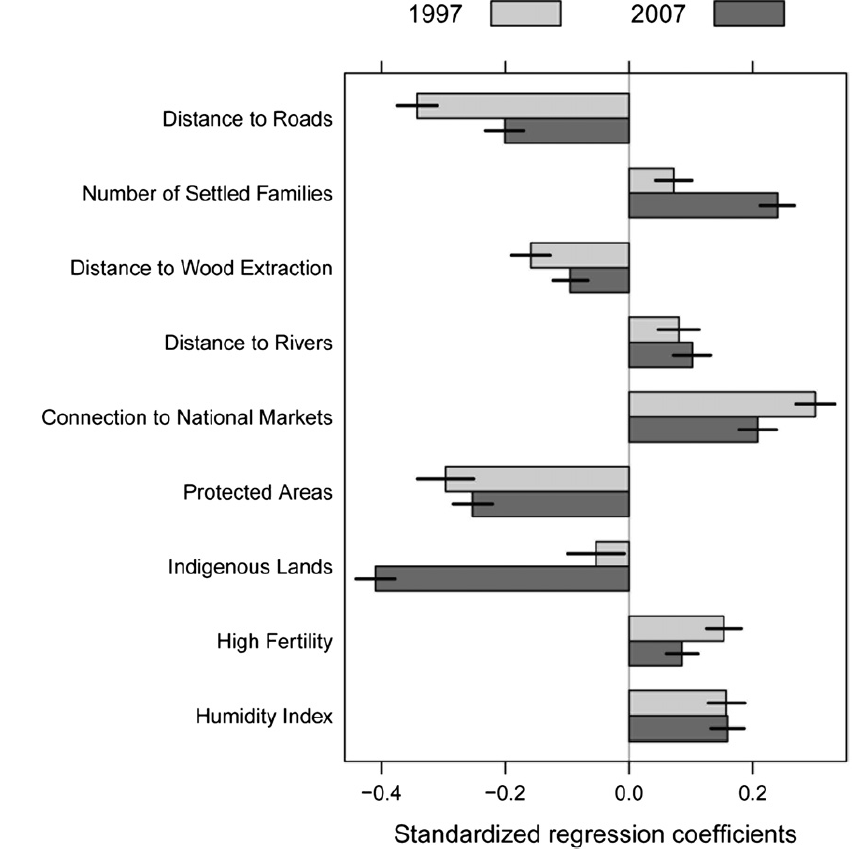 1997 2007
Distance to Roads
Number of Settled Families
Distance to Wood Extraction
Distance to Rivers
Connection to National Markets
Protected Areas
Indigenous Lands
High Fertility
Humidity Index
−0.4 −0.2 0.0 0.2
Standardized regression coefficients